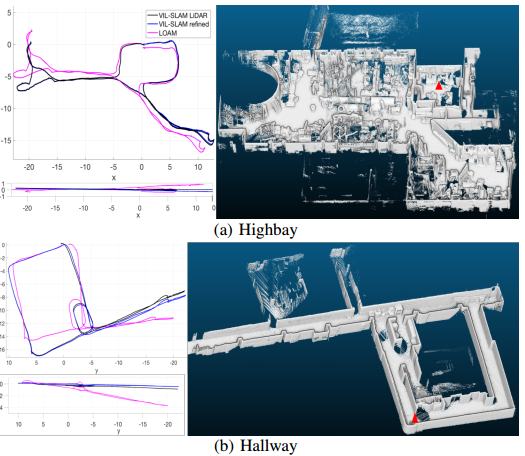 5
VIL-SLAM LiDAR
VIL-SLAM refined
LOAM
0
-5
-10
-15
-20 -15 -10 -5 0 5 10
x
1
0
-1
-20 -15 -10 -5 0 5 10
x
(a) Highbay
0
-2
-4
-6
-8
-10
-12
-14
-16
10 5 0 -5 -10 -15 -20
y
0
2
4
10 5 0 -5 -10 -15 -20
y
(b) Hallway